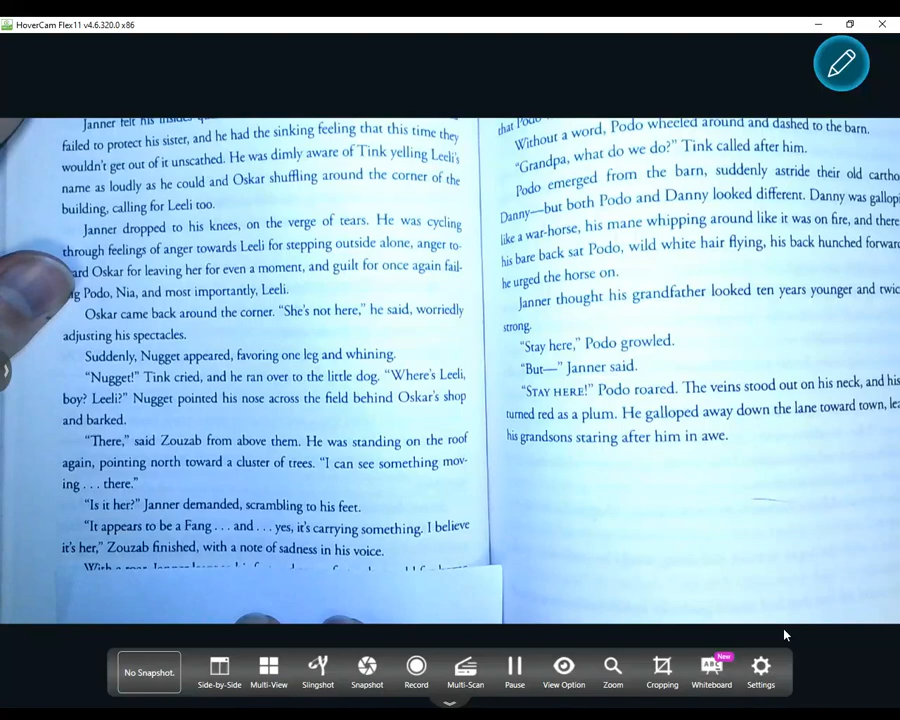 HoverCam Flex11 v4.6.320.0 x86
Janner felt his insides
failed to protect his sister, and he had the sinking feeling that this time they
wouldn't get out of it unscathed. He was dimly aware of Tink yelling Leeli's
name as loudly as he could and Oskar shuffling around the corner of the
building, calling for Leeli too.
Janner dropped to his knees, on the verge of tears. He was cycling
through feelings of anger towards Leeli for stepping outside alone, anger to-
ard Oskar for leaving her for even a moment, and guilt for once again fail-
g Podo, Nia, and most importantly, Leeli.
Oskar came back around the corner. “She's not here,” he said, worriedly
adjusting his spectacles.
Suddenly, Nugget appeared, favoring one leg and whining.
“Nugget!” Tink cried, and he ran over to the little dog. “Where's Leeli,
boy? Leeli?” Nugget pointed his nose across the field behind Oskar's shop
and barked.
“There,” said Zouzab from above them. He was standing on the roof
again, pointing north toward a cluster of trees. “I can see something mov-
ing . . . there.”
“Is it her?” Janner demanded, scrambling to his feet.
“It appears to be a Fang . . . and . . . yes, it's carrying something. I believe
it's her,” Zouzab finished, with a note of sadness in his voice.
With a roar, Janner
that Podo
Without a word, Podo wheeled around and dashed to the barn.
“Grandpa, what do we do?” Tink called after him.
Podo emerged from the barn, suddenly astride their old cartho
Danny—but both Podo and Danny looked different. Danny was gallopi
like a war-horse, his mane whipping around like it was on fire, and there
his bare back sat Podo, wild white hair flying, his back hunched forwar
he urged the horse on.
Janner thought his grandfather looked ten years younger and twic
strong.
“Stay here,” Podo growled.
“But—” Janner said.
“STAY HERE!” Podo roared. The veins stood out on his neck, and his
turned red as a plum. He galloped away down the lane toward town, lea
his grandsons staring after him in awe.
No Snapshot.
Side-by-Side
Multi-View
Slingshot
Snapshot
Record
Multi-Scan
Pause
View Option
Zoom
Cropping
ABC
New
Whiteboard
Settings